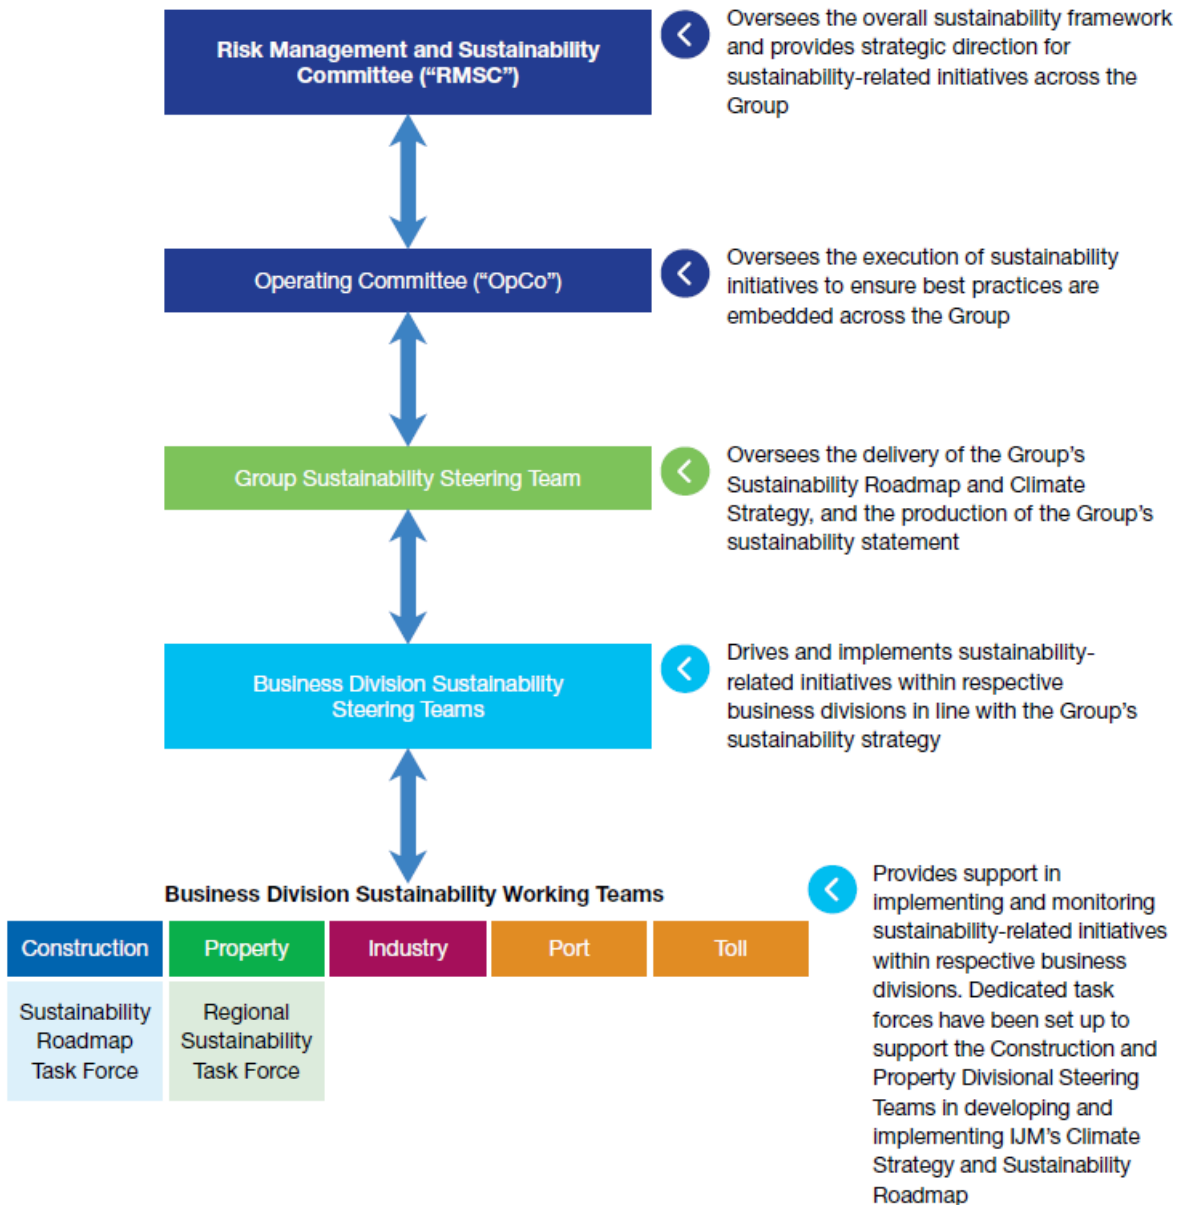 Risk Management and Sustainability
Committee (“RMSC”)
Oversees the overall sustainability framework
and provides strategic direction for
sustainability-related initiatives across the
Group
Operating Committee (“OpCo”)
Oversees the execution of sustainability
initiatives to ensure best practices are
embedded across the Group
Group Sustainability Steering Team
Oversees the delivery of the Group’s
Sustainability Roadmap and Climate
Strategy, and the production of the Group’s
sustainability statement
Business Division Sustainability
Steering Teams
Drives and implements sustainability-
related initiatives within respective
business divisions in line with the Group’s
sustainability strategy
Business Division Sustainability Working Teams
Construction
Property
Industry
Port
Toll
Sustainability
Roadmap
Task Force
Regional
Sustainability
Task Force
Provides support in
implementing and monitoring
sustainability-related initiatives
within respective business
divisions. Dedicated task
forces have been set up to
support the Construction and
Property Divisional Steering
Teams in developing and
implementing IJM’s Climate
Strategy and Sustainability
Roadmap